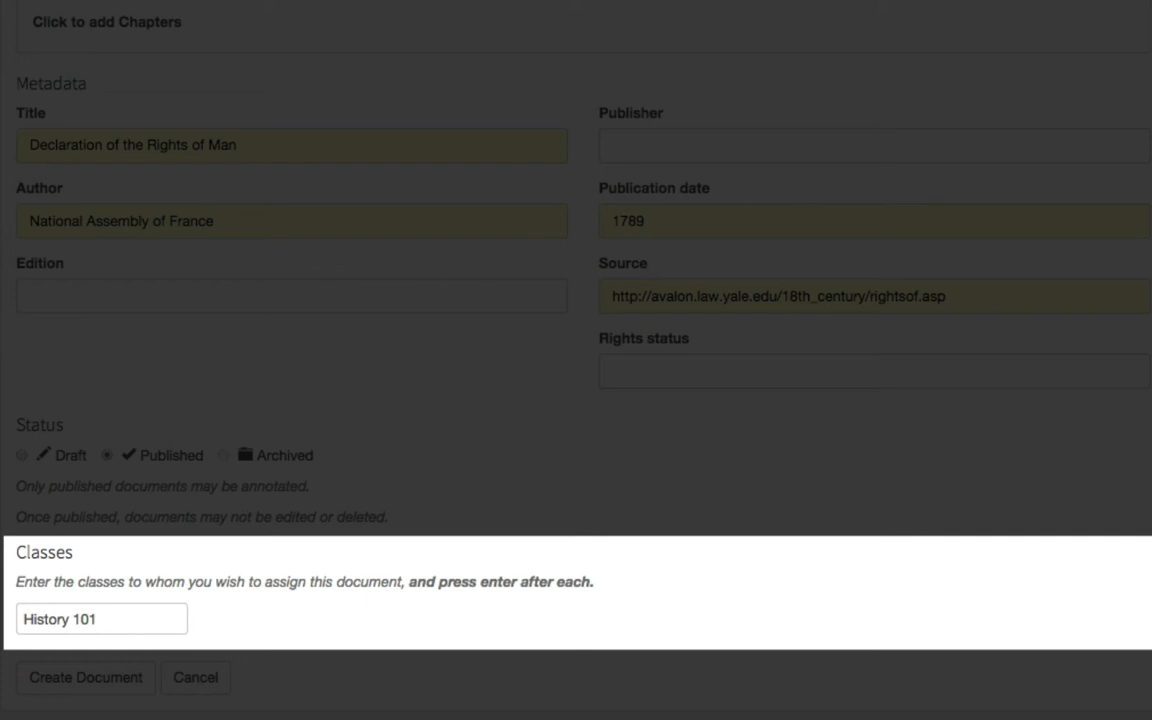 Click to add Chapters
Metadata
Title
Declaration of the Rights of Man
Author
National Assembly of France
Edition
Publisher
Publication date
1789
Source
http://avalon.law.yale.edu/18th_century/rightsof.asp
Rights status
Status
Draft Published Archived
Only published documents may be annotated.
Once published, documents may not be edited or deleted.
Classes
Enter the classes to whom you wish to assign this document, and press enter after each.
History 101
Create Document Cancel